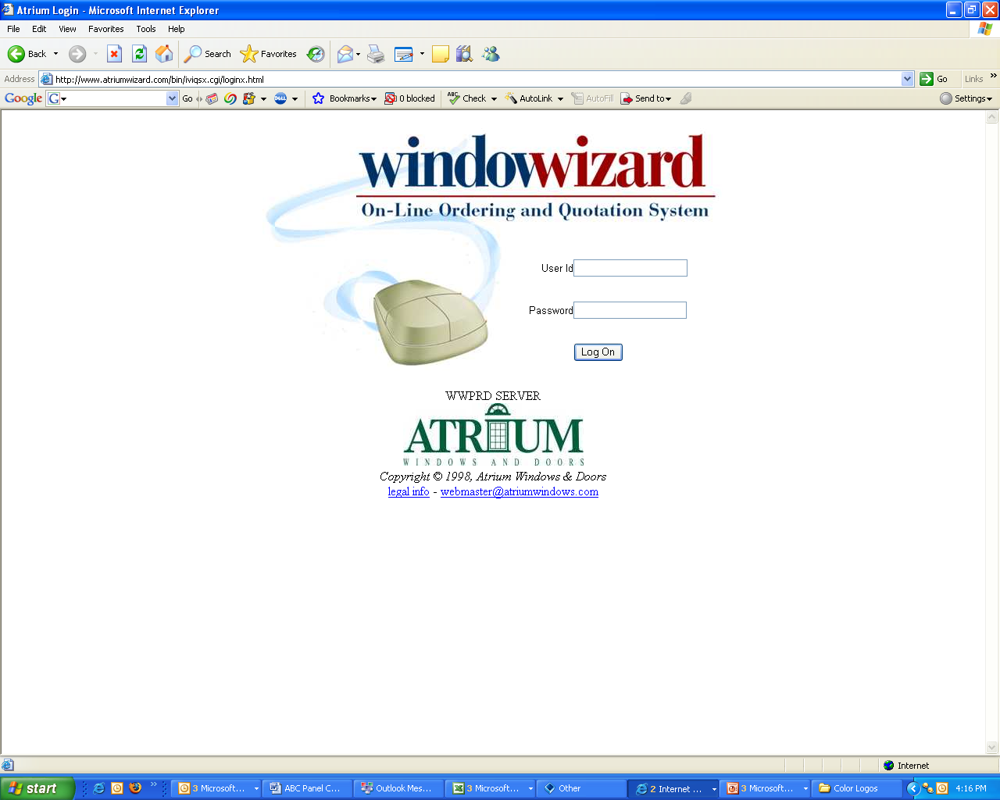 Atrium Login - Microsoft Internet Explorer
File Edit View Favorites Tools Help
Back Search Favorites
Address http://www.atriumwizard.com/bin/iviqsx.cgi/loginx.html Go Links »
Google G Go DELL Bookmarks 0 blocked ABC Check AutoLink AutoFill Send to Settings
windowwizard
On-Line Ordering and Quotation System
User Id
Password
Log On
WWPRD SERVER
ATRIUM
WINDOWS AND DOORS
Copyright © 1998, Atrium Windows & Doors
legal info - webmaster@atriumwindows.com
Internet
start » 3 Microsoft... ABC Panel C... Outlook Mes... 3 Microsoft... Other 2 Internet ... 3 Microsoft... Color Logos 4:16 PM